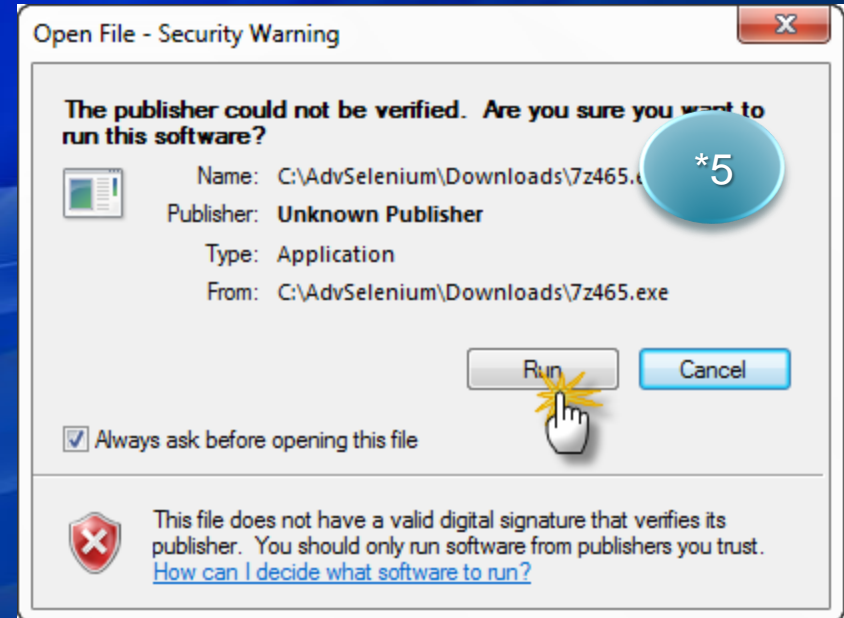 Open File - Security Warning
The publisher could not be verified. Are you sure you want to
run this software?
*5
Name: C:\AdvSelenium\Downloads\7z465.e
Publisher: Unknown Publisher
Type: Application
From: C:\AdvSelenium\Downloads\7z465.exe
Run Cancel
Always ask before opening this file
This file does not have a valid digital signature that verifies its
publisher. You should only run software from publishers you trust.
How can I decide what software to run?